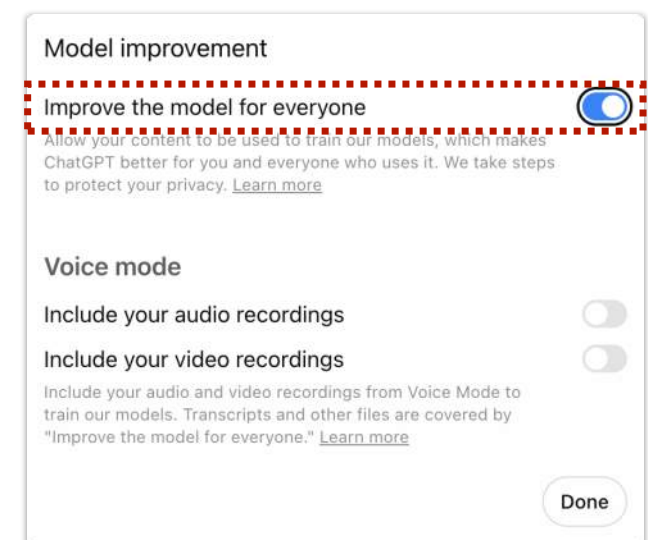 Model improvement
Improve the model for everyone
Allow your content to be used to train our models, which makes
ChatGPT better for you and everyone who uses it. We take steps
to protect your privacy. Learn more
Voice mode
Include your audio recordings
Include your video recordings
Include your audio and video recordings from Voice Mode to
train our models. Transcripts and other files are covered by
"Improve the model for everyone." Learn more
Done